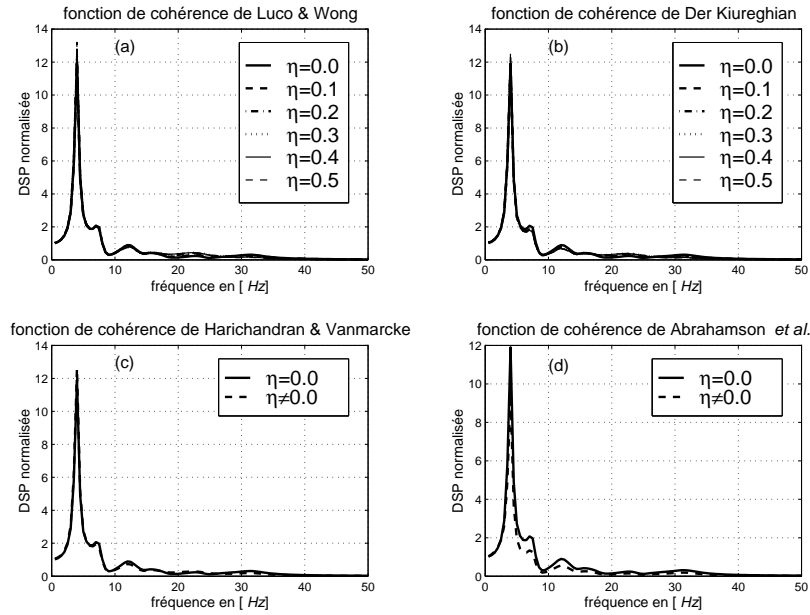 fonction de cohérence de Luco & Wong
(a)
η=0.0
η=0.1
η=0.2
η=0.3
η=0.4
η=0.5
DSP normalisée
14
12
10
8
6
4
2
0
0 10 20 30 40 50
fréquence en [ Hz]
fonction de cohérence de Der Kiureghian
(b)
η=0.0
η=0.1
η=0.2
η=0.3
η=0.4
η=0.5
DSP normalisée
14
12
10
8
6
4
2
0
0 10 20 30 40 50
fréquence en [ Hz]
fonction de cohérence de Harichandran & Vanmarcke
(c)
η=0.0
η≠0.0
DSP normalisée
14
12
10
8
6
4
2
0
0 10 20 30 40 50
fréquence en [ Hz]
fonction de cohérence de Abrahamson et al.
(d)
η=0.0
η≠0.0
DSP normalisée
12
10
8
6
4
2
0
0 10 20 30 40 50
fréquence en [ Hz]